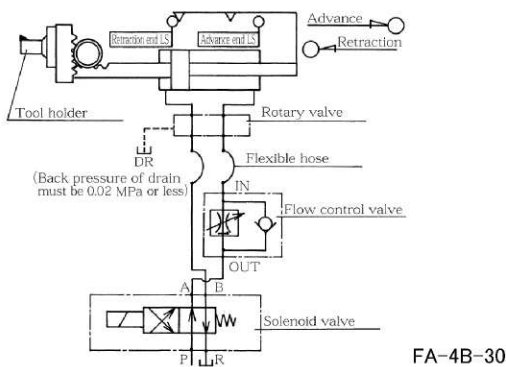 Advance
Retraction end LS
Advance end LS
Retraction
Tool holder
Rotary valve
DR
Flexible hose
(Back pressure of drain
must be 0.02 MPa or less)
IN
Flow control valve
OUT
A B
Solenoid valve
P R
FA-4B-30